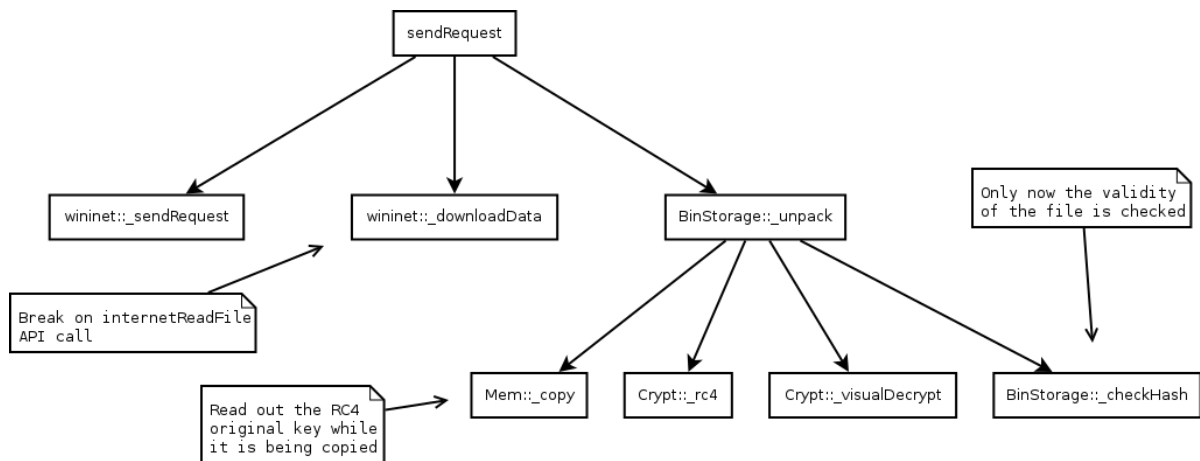 sendRequest
wininet::_sendRequest
wininet::_downloadData
BinStorage::_unpack
Only now the validity
of the file is checked
Break on internetReadFile
API call
Mem::_copy
Crypt::_rc4
Crypt::_visualDecrypt
BinStorage::_checkHash
Read out the RC4
original key while
it is being copied